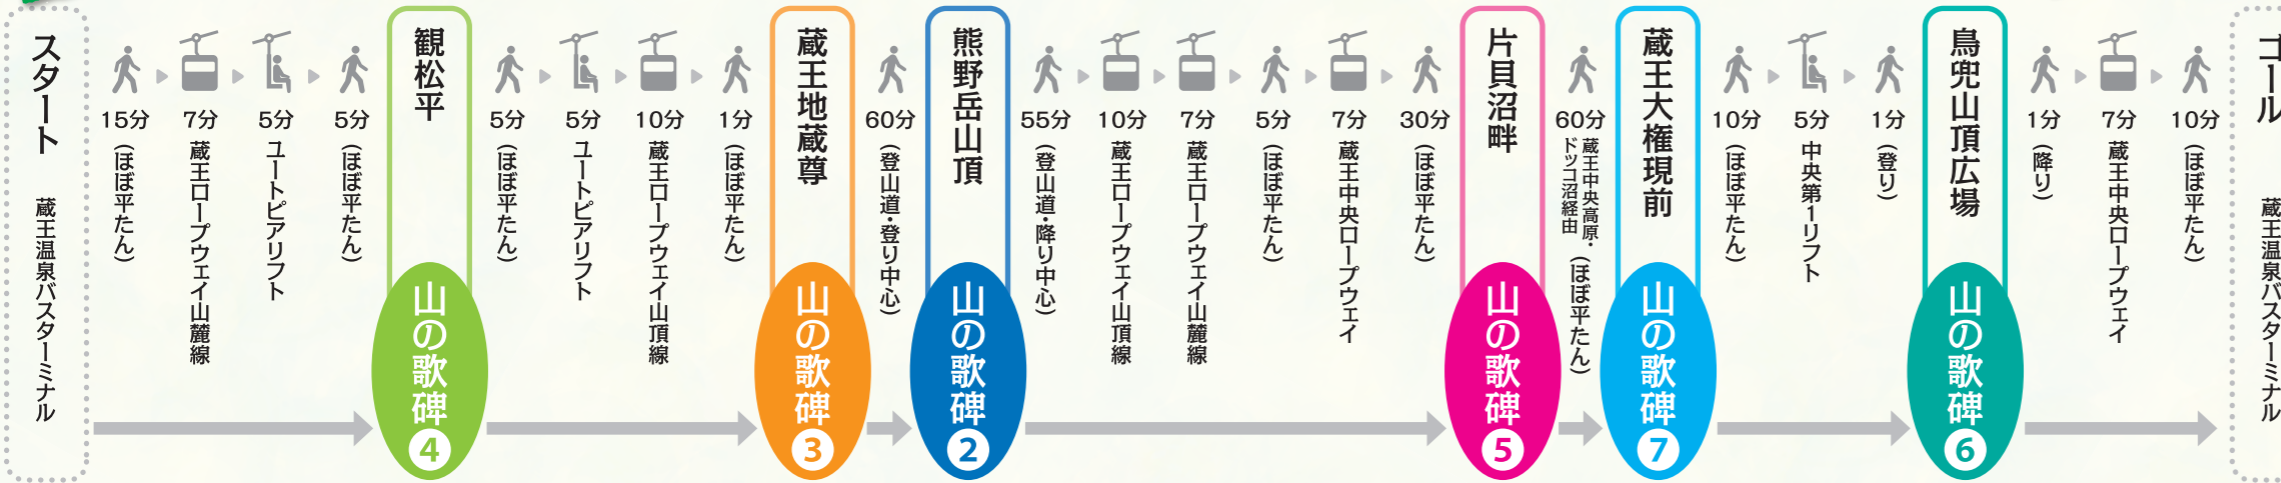 スタート
蔵王温泉バスターミナル
15分
(ほぼ平たん)
7分
蔵王ロープウェイ山麓線
5分
ユートピアリフト
5分
(ほぼ平たん)
観松平
山の歌碑
4
5分
(ほぼ平たん)
5分
ユートピアリフト
10分
蔵王ロープウェイ山頂線
1分
(ほぼ平たん)
蔵王地蔵尊
山の歌碑
3
60分
(登山道・登り中心)
熊野岳山頂
山の歌碑
2
55分
(登山道・降り中心)
10分
蔵王ロープウェイ山頂線
7分
蔵王ロープウェイ山麓線
5分
(ほぼ平たん)
7分
蔵王中央ロープウェイ
30分
(ほぼ平たん)
片貝沼畔
山の歌碑
5
60分
蔵王中央高原・
ドッコ沼経由
(ほぼ平たん)
蔵王大権現前
山の歌碑
7
10分
(ほぼ平たん)
5分
中央第1リフト
1分
(登り)
鳥兜山頂広場
山の歌碑
6
1分
(降り)
7分
蔵王中央ロープウェイ
10分
(ほぼ平たん)
ゴール
蔵王温泉バスターミナル